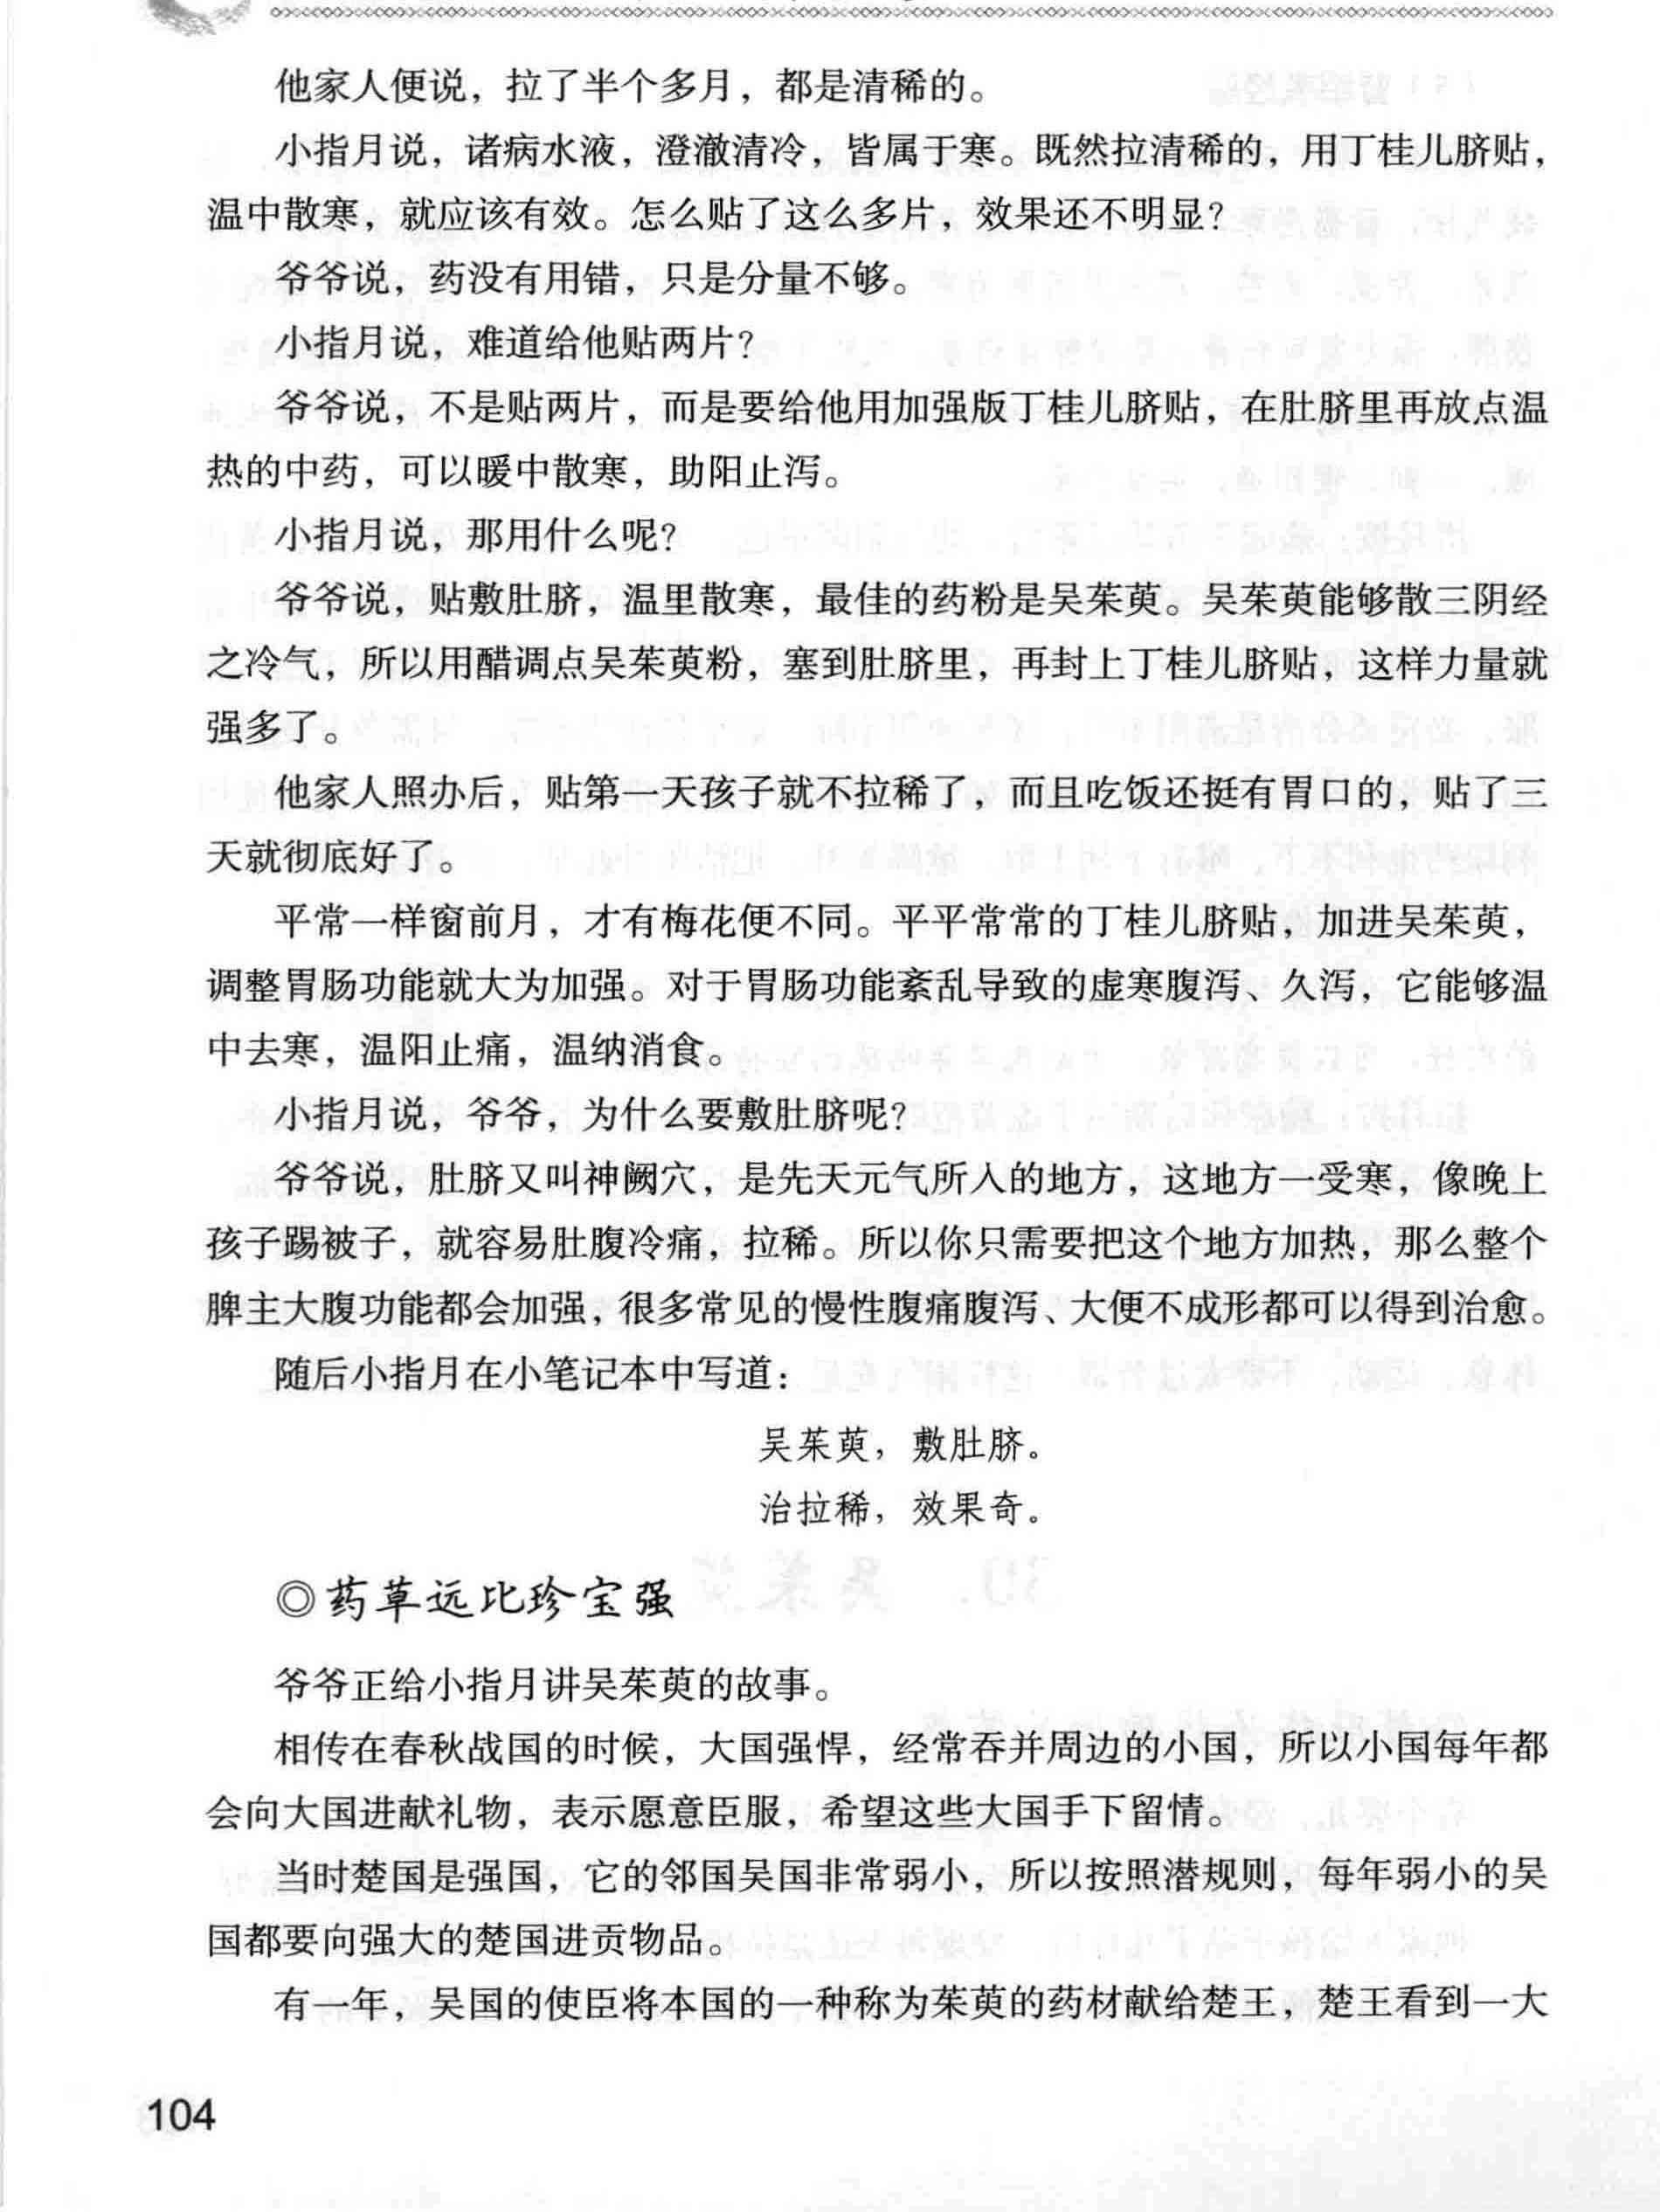 他家人便说，拉了半个多月，都是清稀的。
小指月说，诸病水液，澄澈清冷，皆属于寒。既然拉清稀的，用丁桂儿脐贴，
温中散寒，就应该有效。怎么贴了这么多片，效果还不明显？
爷爷说，药没有用错，只是分量不够。
小指月说，难道给他贴两片？
爷爷说，不是贴两片，而是要给他用加强版丁桂儿脐贴，在肚脐里再放点温
热的中药，可以暖中散寒，助阳止泻。
小指月说，那用什么呢？
爷爷说，贴敷肚脐，温里散寒，最佳的药粉是吴茱萸。吴茱萸能够散三阴经
之冷气，所以用醋调点吴茱萸粉，塞到肚脐里，再封上丁桂儿脐贴，这样力量就
强多了。
他家人照办后，贴第一天孩子就不拉稀了，而且吃饭还挺有胃口的，贴了三
天就彻底好了。
平常一样窗前月，才有梅花便不同。平平常常的丁桂儿脐贴，加进吴茱萸，
调整胃肠功能就大为加强。对于胃肠功能紊乱导致的虚寒腹泻、久泻，它能够温
中去寒，温阳止痛，温纳消食。
小指月说，爷爷，为什么要敷肚脐呢？
爷爷说，肚脐又叫神阙穴，是先天元气所入的地方，这地方一受寒，像晚上
孩子踢被子，就容易肚腹冷痛，拉稀。所以你只需要把这个地方加热，那么整个
脾主大腹功能都会加强，很多常见的慢性腹痛腹泻、大便不成形都可以得到治愈。
随后小指月在小笔记本中写道：
吴茱萸，敷肚脐。
治拉稀，效果奇。
◎药草远比珍宝强
爷爷正给小指月讲吴茱萸的故事。
相传在春秋战国的时候，大国强悍，经常吞并周边的小国，所以小国每年都
会向大国进献礼物，表示愿意臣服，希望这些大国手下留情。
当时楚国是强国，它的邻国吴国非常弱小，所以按照潜规则，每年弱小的吴
国都要向强大的楚国进贡物品。
有一年，吴国的使臣将本国的一种称为茱萸的药材献给楚王，楚王看到一大
104